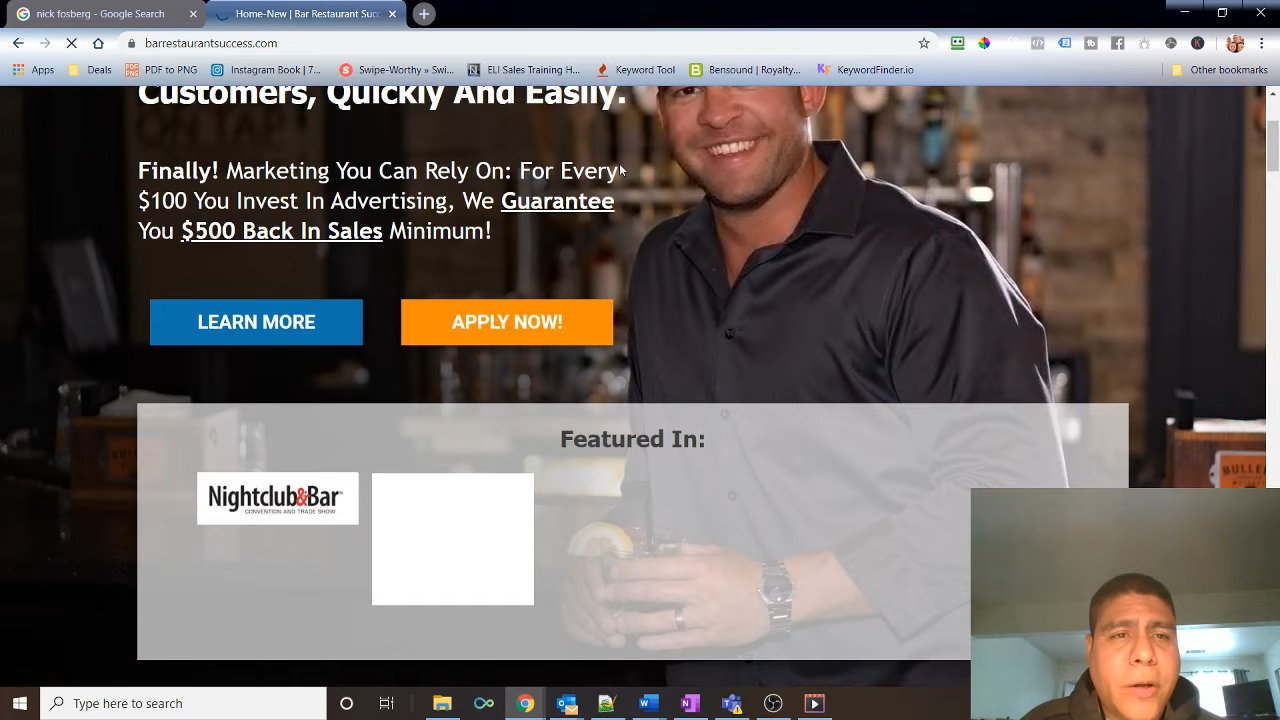 nick fosberg - Google Search
Home-New | Bar Restaurant Suc
barrestaurantsuccess.com
Apps
Deals
PDF to PNG
Instagram Book | 7...
Swipe-Worthy » Swi...
ELI Sales Training H...
Keyword Tool
Bensound | Royalty...
KeywordFinder.io
Other bookmarks
Customers, Quickly And Easily.
Finally! Marketing You Can Rely On: For Every
$100 You Invest In Advertising, We Guarantee
You $500 Back In Sales Minimum!
LEARN MORE
APPLY NOW!
Featured In:
Nightclub&Bar
CONVENTION AND TRADE SHOW
Type here to search